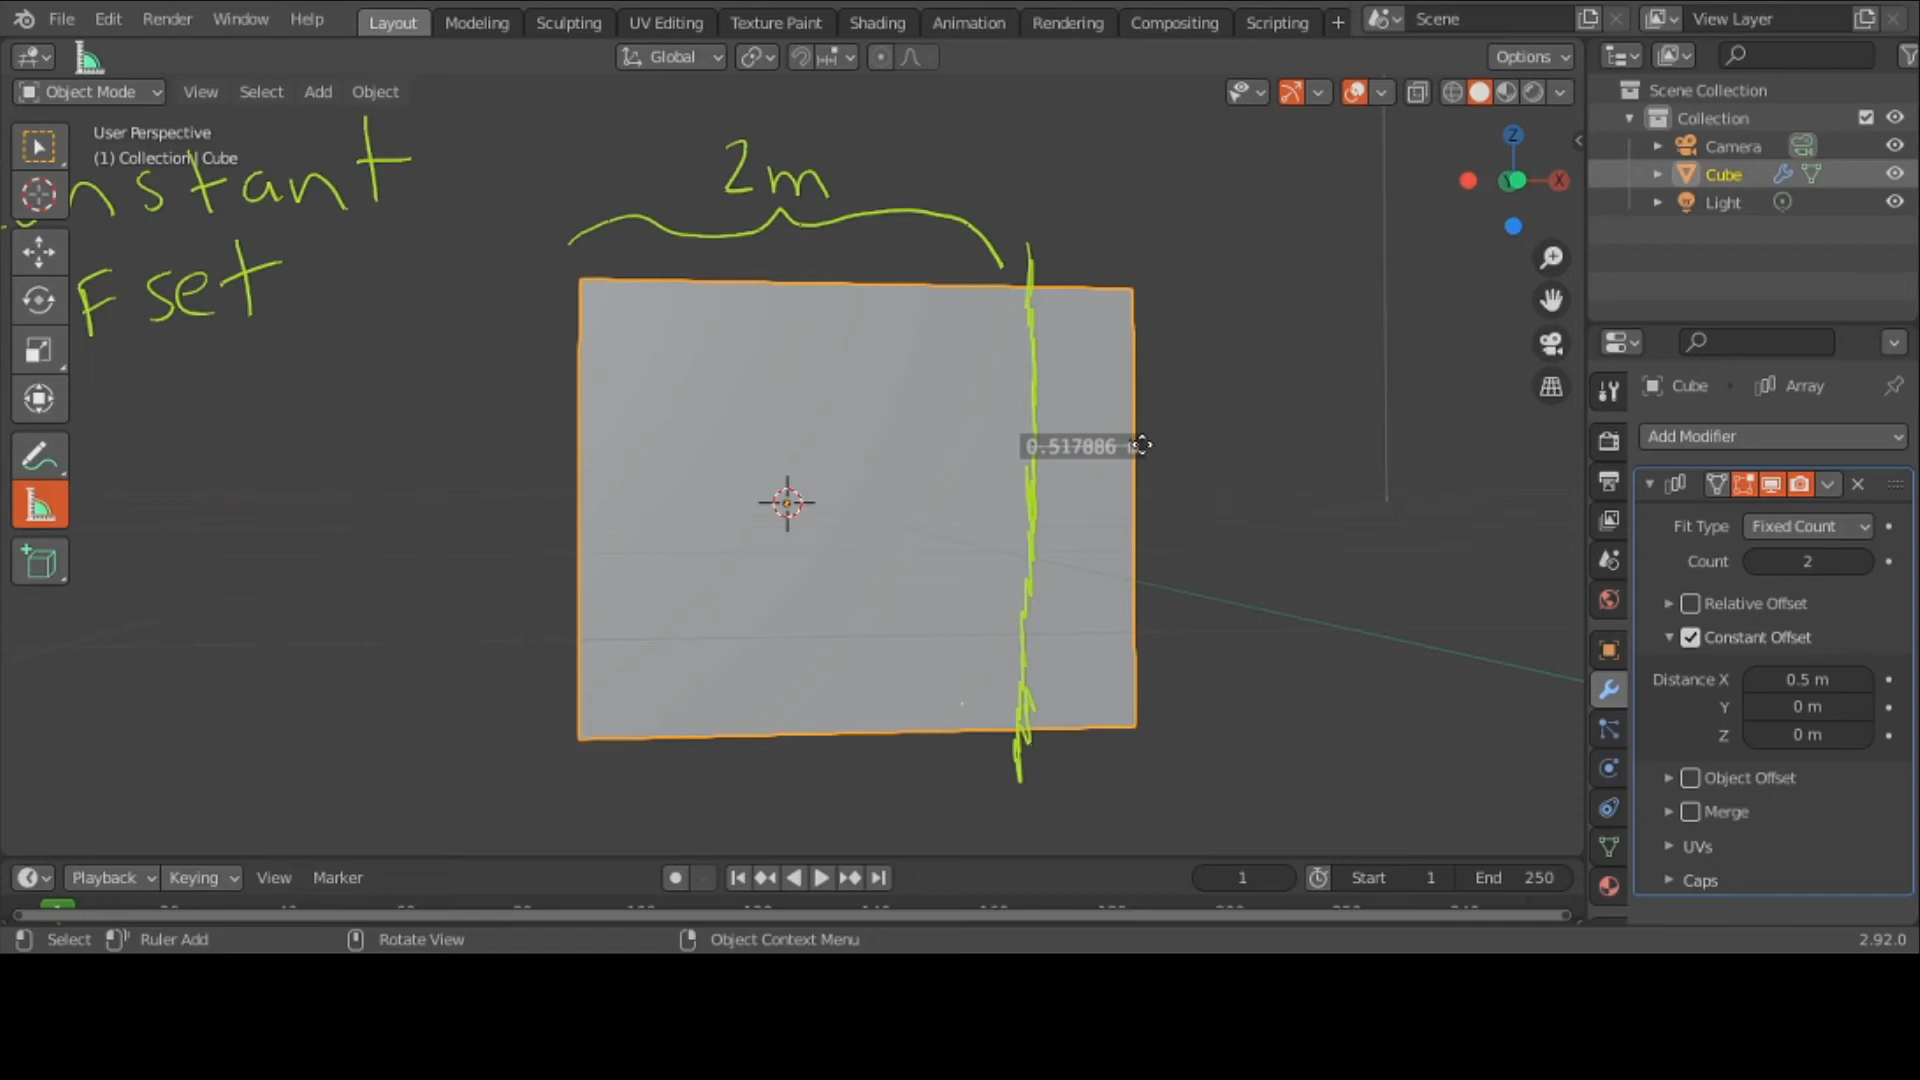 File Edit Render Window Help Layout Modeling Sculpting UV Editing Texture Paint Shading Animation Rendering Compositing Scripting + Scene View Layer
Global Options
Object Mode View Select Add Object
User Perspective
(1) Collection | Cube
nstant
Fset
2m
0.517886
Z
Y
X
Scene Collection
Collection
Camera
Cube
Light
Cube Array
Add Modifier
Fit Type Fixed Count
Count 2
Relative Offset
Constant Offset
Distance X 0.5 m
Y 0 m
Z 0 m
Object Offset
Merge
UVs
Caps
Playback Keying View Marker 1 Start 1 End 250
Select Ruler Add Rotate View Object Context Menu 2.92.0